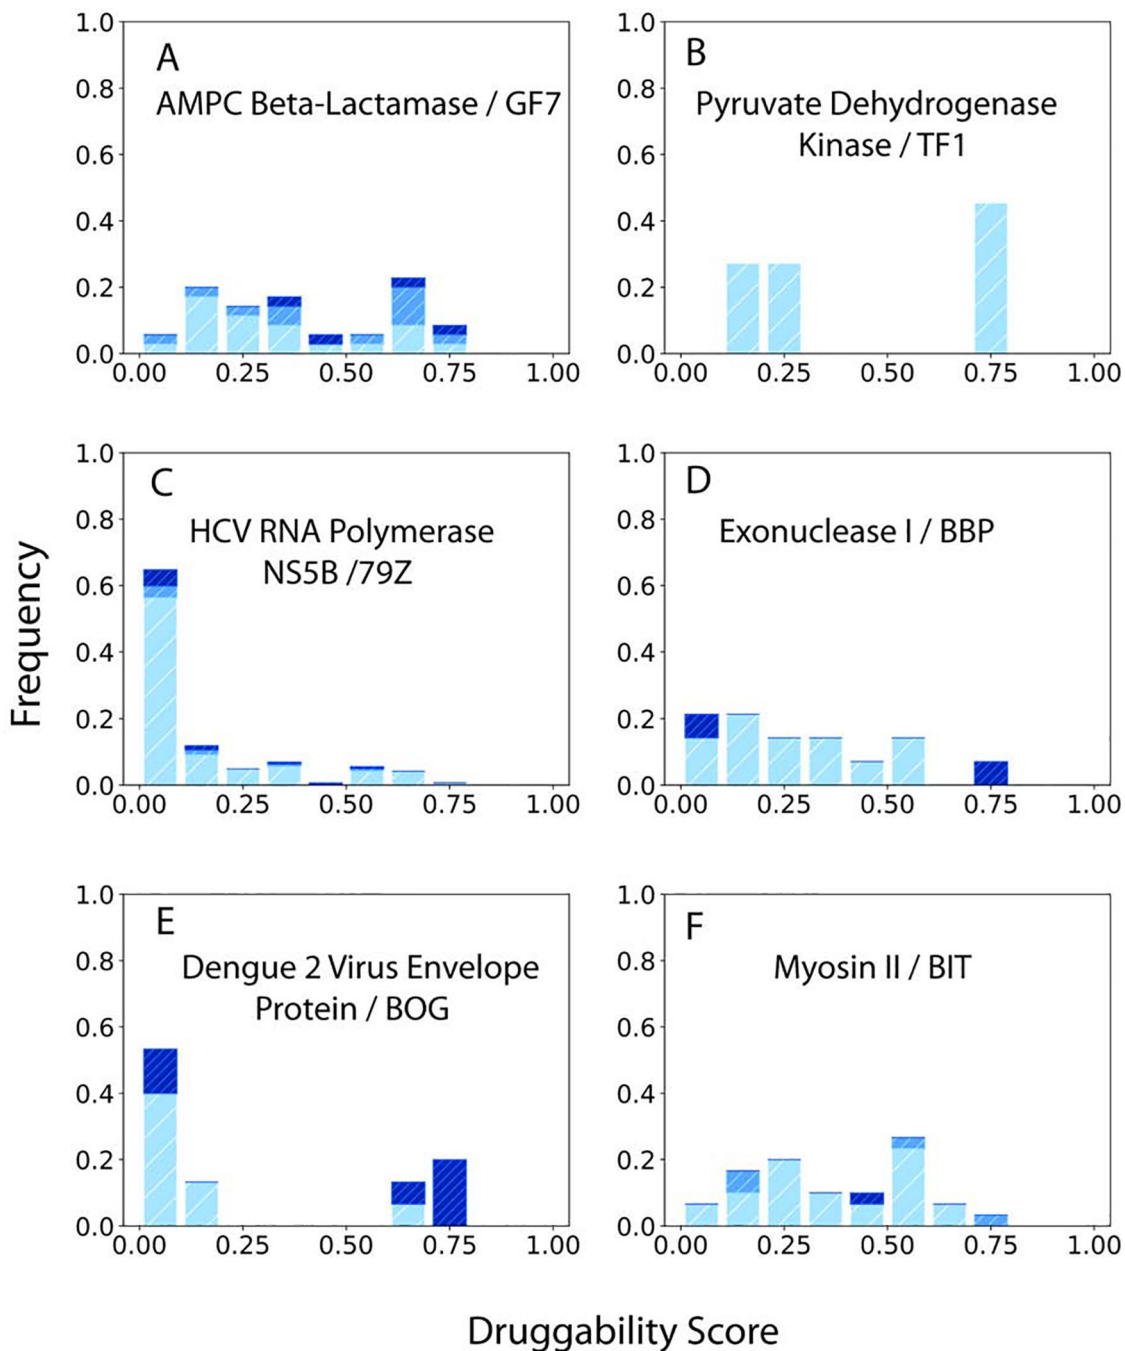 A
AMPC Beta-Lactamase / GF7
1.0
0.8
0.6
0.4
0.2
0.0
0.00 0.25 0.50 0.75 1.00
B
Pyruvate Dehydrogenase
Kinase / TF1
1.0
0.8
0.6
0.4
0.2
0.0
0.00 0.25 0.50 0.75 1.00
Frequency
C
HCV RNA Polymerase
NS5B /79Z
1.0
0.8
0.6
0.4
0.2
0.0
0.00 0.25 0.50 0.75 1.00
D
Exonuclease I / BBP
1.0
0.8
0.6
0.4
0.2
0.0
0.00 0.25 0.50 0.75 1.00
E
Dengue 2 Virus Envelope
Protein / BOG
1.0
0.8
0.6
0.4
0.2
0.0
0.00 0.25 0.50 0.75 1.00
F
Myosin II / BIT
1.0
0.8
0.6
0.4
0.2
0.0
0.00 0.25 0.50 0.75 1.00
Druggability Score